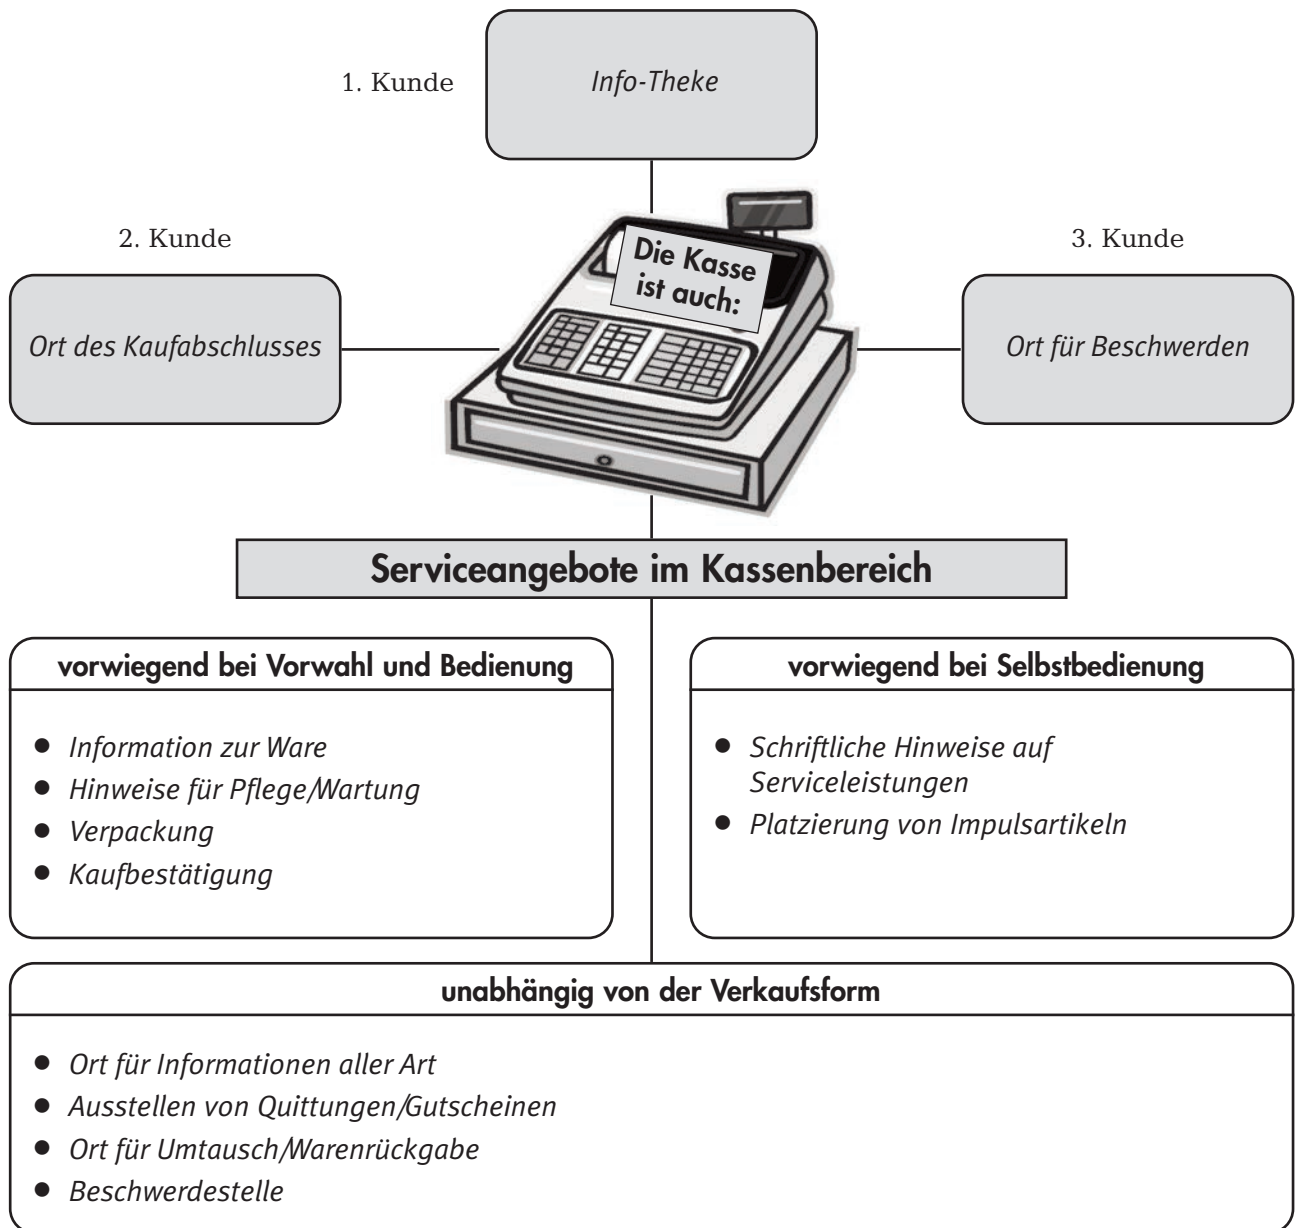 1. Kunde
Info-Theke
2. Kunde
Ort des Kaufabschlusses
Die Kasse
ist auch:
3. Kunde
Ort für Beschwerden
Serviceangebote im Kassenbereich
vorwiegend bei Vorwahl und Bedienung
● Information zur Ware
● Hinweise für Pflege/Wartung
● Verpackung
● Kaufbestätigung
vorwiegend bei Selbstbedienung
● Schriftliche Hinweise auf
Serviceleistungen
● Platzierung von Impulsartikeln
unabhängig von der Verkaufsform
● Ort für Informationen aller Art
● Ausstellen von Quittungen/Gutscheinen
● Ort für Umtausch/Warenrückgabe
● Beschwerdestelle